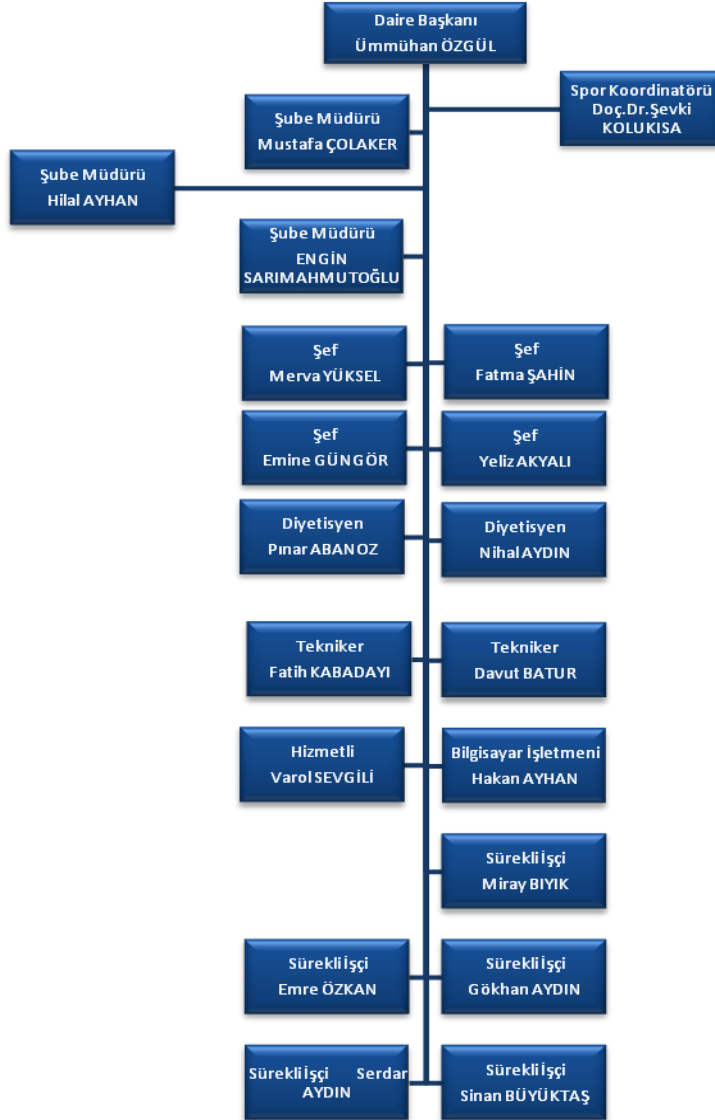 Daire Başkanı
Ümmühan ÖZGÜL
Spor Koordinatörü
Doç.Dr.Şevki
KOLUKISA
Şube Müdürü
Mustafa ÇOLAKER
Şube Müdürü
Hilal AYHAN
Şube Müdürü
ENGİN
SARIMAHMUTOĞLU
Şef
Merva YÜKSEL
Şef
Fatma ŞAHİN
Şef
Emine GÜNGÖR
Şef
Yeliz AKYALI
Diyetisyen
Pınar ABANOZ
Diyetisyen
Nihal AYDIN
Tekniker
Fatih KABADAYI
Tekniker
Davut BATUR
Hizmetli
Varol SEVGİLİ
Bilgisayar İşletmeni
Hakan AYHAN
Sürekli İşçi
Miray BIYIK
Sürekli İşçi
Emre ÖZKAN
Sürekli İşçi
Gökhan AYDIN
Sürekli İşçi Serdar
AYDIN
Sürekli İşçi
Sinan BÜYÜKTAŞ